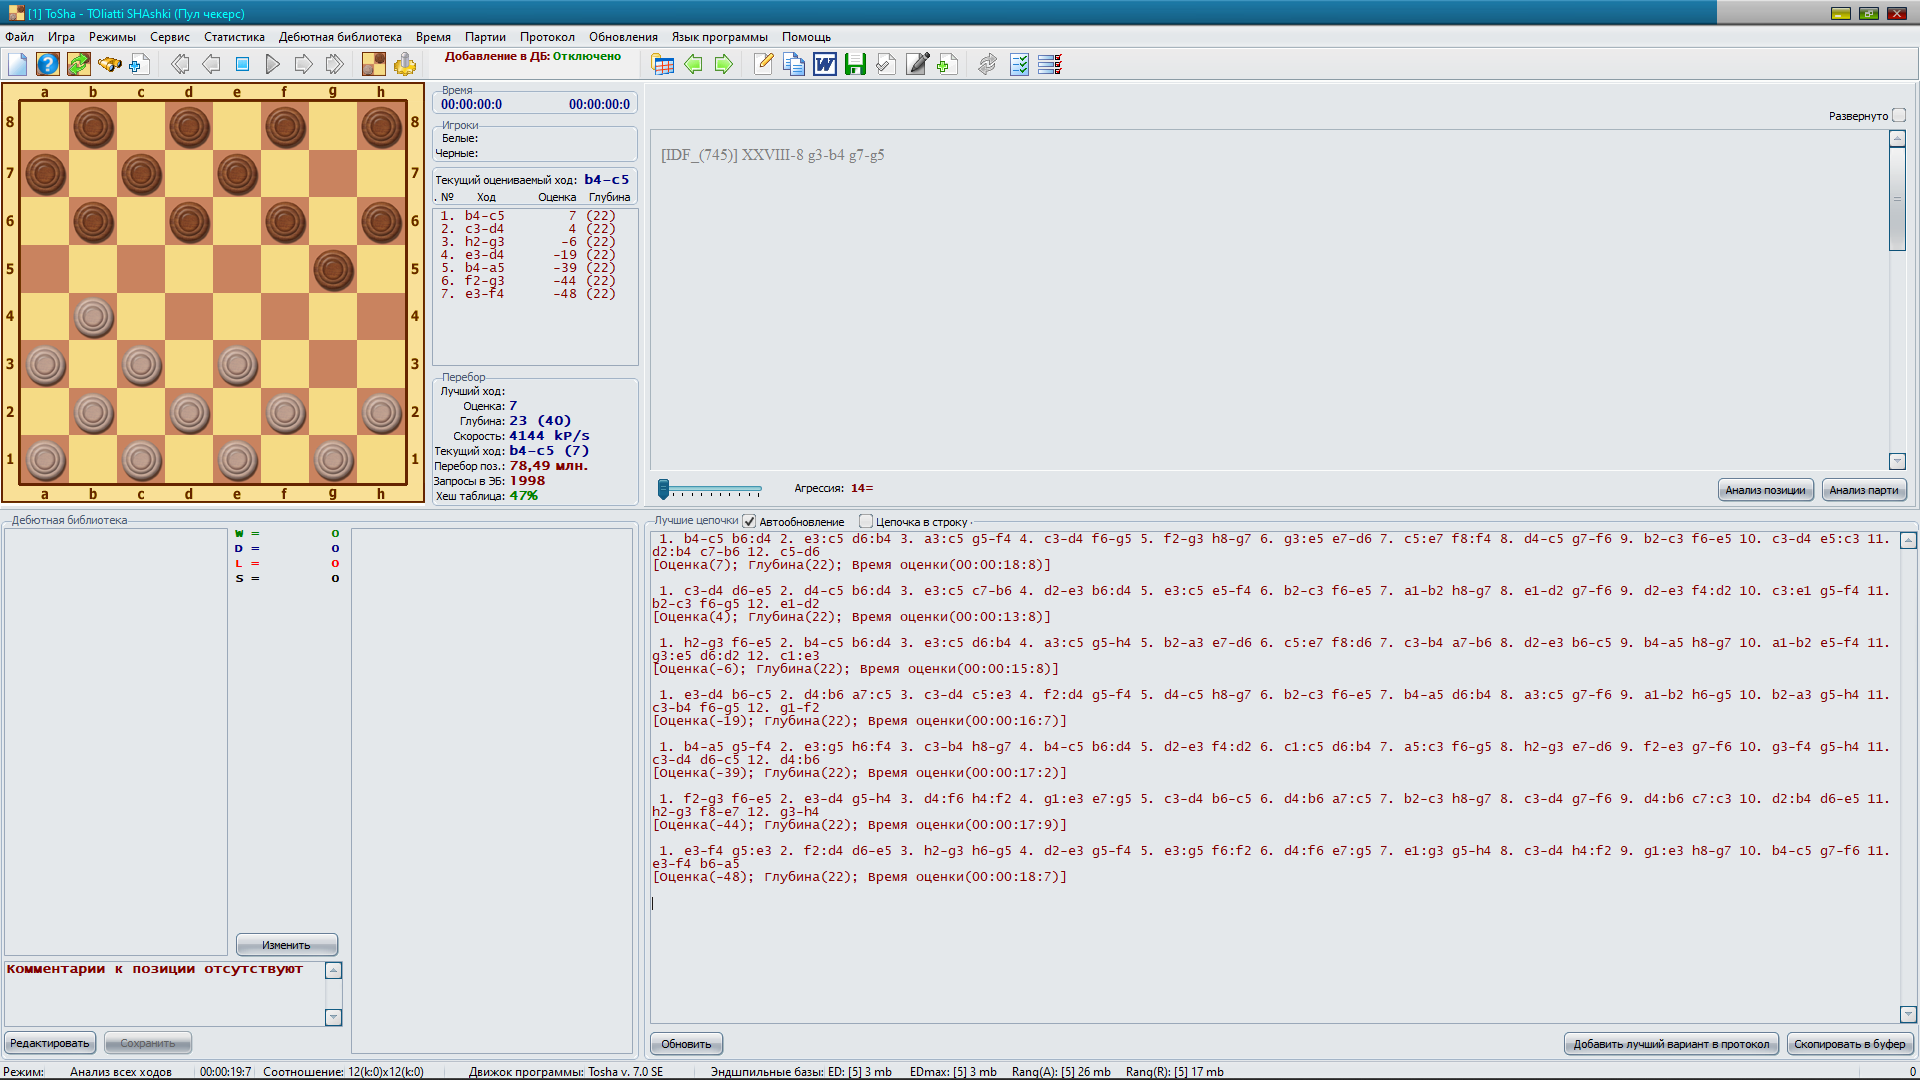 [1] ToSha - TOliatti SHAshki (Пул чекерс)
Файл Игра Режимы Сервис Статистика Дебютная библиотека Время Партии Протокол Обновления Язык программы Помощь
Добавление в ДБ: Отключено
a b c d e f g h
8 8
7 7
6 6
5 5
4 4
3 3
2 2
1 1
a b c d e f g h
Время
00:00:00:0 00:00:00:0
Игроки
Белые:
Черные:
Текущий оцениваемый ход: b4-c5
. № Ход Оценка Глубина
1. b4-c5 7 (22)
2. c3-d4 4 (22)
3. h2-g3 -6 (22)
4. e3-d4 -19 (22)
5. b4-a5 -39 (22)
6. f2-g3 -44 (22)
7. e3-f4 -48 (22)
Перебор
Лучший ход:
Оценка: 7
Глубина: 23 (40)
Скорость: 4144 kP/s
Текущий ход: b4-c5 (7)
Перебор поз.: 78,49 млн.
Запросы в ЭБ: 1998
Хеш таблица: 47%
Развернуто
[IDF_(745)] XXVIII-8 g3-b4 g7-g5
Агрессия: 14=
Анализ позиции
Анализ парти
Дебютная библиотека
W = 0
D = 0
L = 0
S = 0
Изменить
Комментарии к позиции отсутствуют
Редактировать
Сохранить
Лучшие цепочки Автообновление Цепочка в строку .
1. b4-c5 b6:d4 2. e3:c5 d6:b4 3. a3:c5 g5-f4 4. c3-d4 f6-g5 5. f2-g3 h8-g7 6. g3:e5 e7-d6 7. c5:e7 f8:f4 8. d4-c5 g7-f6 9. b2-c3 f6-e5 10. c3-d4 e5:c3 11.
d2:b4 c7-b6 12. c5-d6
[Оценка(7); Глубина(22); Время оценки(00:00:18:8)]
1. c3-d4 d6-e5 2. d4-c5 b6:d4 3. e3:c5 c7-b6 4. d2-e3 b6:d4 5. e3:c5 e5-f4 6. b2-c3 f6-e5 7. a1-b2 h8-g7 8. e1-d2 g7-f6 9. d2-e3 f4:d2 10. c3:e1 g5-f4 11.
b2-c3 f6-g5 12. e1-d2
[Оценка(4); Глубина(22); Время оценки(00:00:13:8)]
1. h2-g3 f6-e5 2. b4-c5 b6:d4 3. e3:c5 d6:b4 4. a3:c5 g5-h4 5. b2-a3 e7-d6 6. c5:e7 f8:d6 7. c3-b4 a7-b6 8. d2-e3 b6-c5 9. b4-a5 h8-g7 10. a1-b2 e5-f4 11.
g3:e5 d6:d2 12. c1:e3
[Оценка(-6); Глубина(22); Время оценки(00:00:15:8)]
1. e3-d4 b6-c5 2. d4:b6 a7:c5 3. c3-d4 c5:e3 4. f2:d4 g5-f4 5. d4-c5 h8-g7 6. b2-c3 f6-e5 7. b4-a5 d6:b4 8. a3:c5 g7-f6 9. a1-b2 h6-g5 10. b2-a3 g5-h4 11.
c3-b4 f6-g5 12. g1-f2
[Оценка(-19); Глубина(22); Время оценки(00:00:16:7)]
1. b4-a5 g5-f4 2. e3:g5 h6:f4 3. c3-b4 h8-g7 4. b4-c5 b6:d4 5. d2-e3 f4:d2 6. c1:c5 d6:b4 7. a5:c3 f6-g5 8. h2-g3 e7-d6 9. f2-e3 g7-f6 10. g3-f4 g5-h4 11.
c3-d4 d6-c5 12. d4:b6
[Оценка(-39); Глубина(22); Время оценки(00:00:17:2)]
1. f2-g3 f6-e5 2. e3-d4 g5-h4 3. d4:f6 h4:f2 4. g1:e3 e7:g5 5. c3-d4 b6-c5 6. d4:b6 a7:c5 7. b2-c3 h8-g7 8. c3-d4 g7-f6 9. d4:b6 c7:c3 10. d2:b4 d6-e5 11.
h2-g3 f8-e7 12. g3-h4
[Оценка(-44); Глубина(22); Время оценки(00:00:17:9)]
1. e3-f4 g5:e3 2. f2:d4 d6-e5 3. h2-g3 h6-g5 4. d2-e3 g5-f4 5. e3:g5 f6:f2 6. d4:f6 e7:g5 7. e1:g3 g5-h4 8. c3-d4 h4:f2 9. g1:e3 h8-g7 10. b4-c5 g7-f6 11.
e3-f4 b6-a5
[Оценка(-48); Глубина(22); Время оценки(00:00:18:7)]
Обновить
Добавить лучший вариант в протокол
Скопировать в буфер
Режим: Анализ всех ходов 00:00:19:7 Соотношение: 12(k:0)x12(k:0) Движок программы: Tosha v. 7.0 SE Эндшпильные базы: ED: [5] 3 mb EDmax: [5] 3 mb Rang(A): [5] 26 mb Rang(R): [5] 17 mb 0